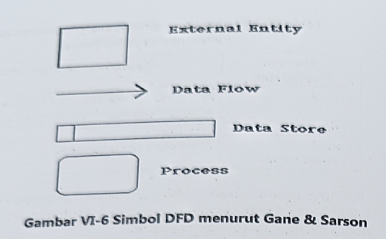 External Entity
Data Flow
Data Store
Process
Gambar VI-6 Simbol DFD menurut Gane & Sarson